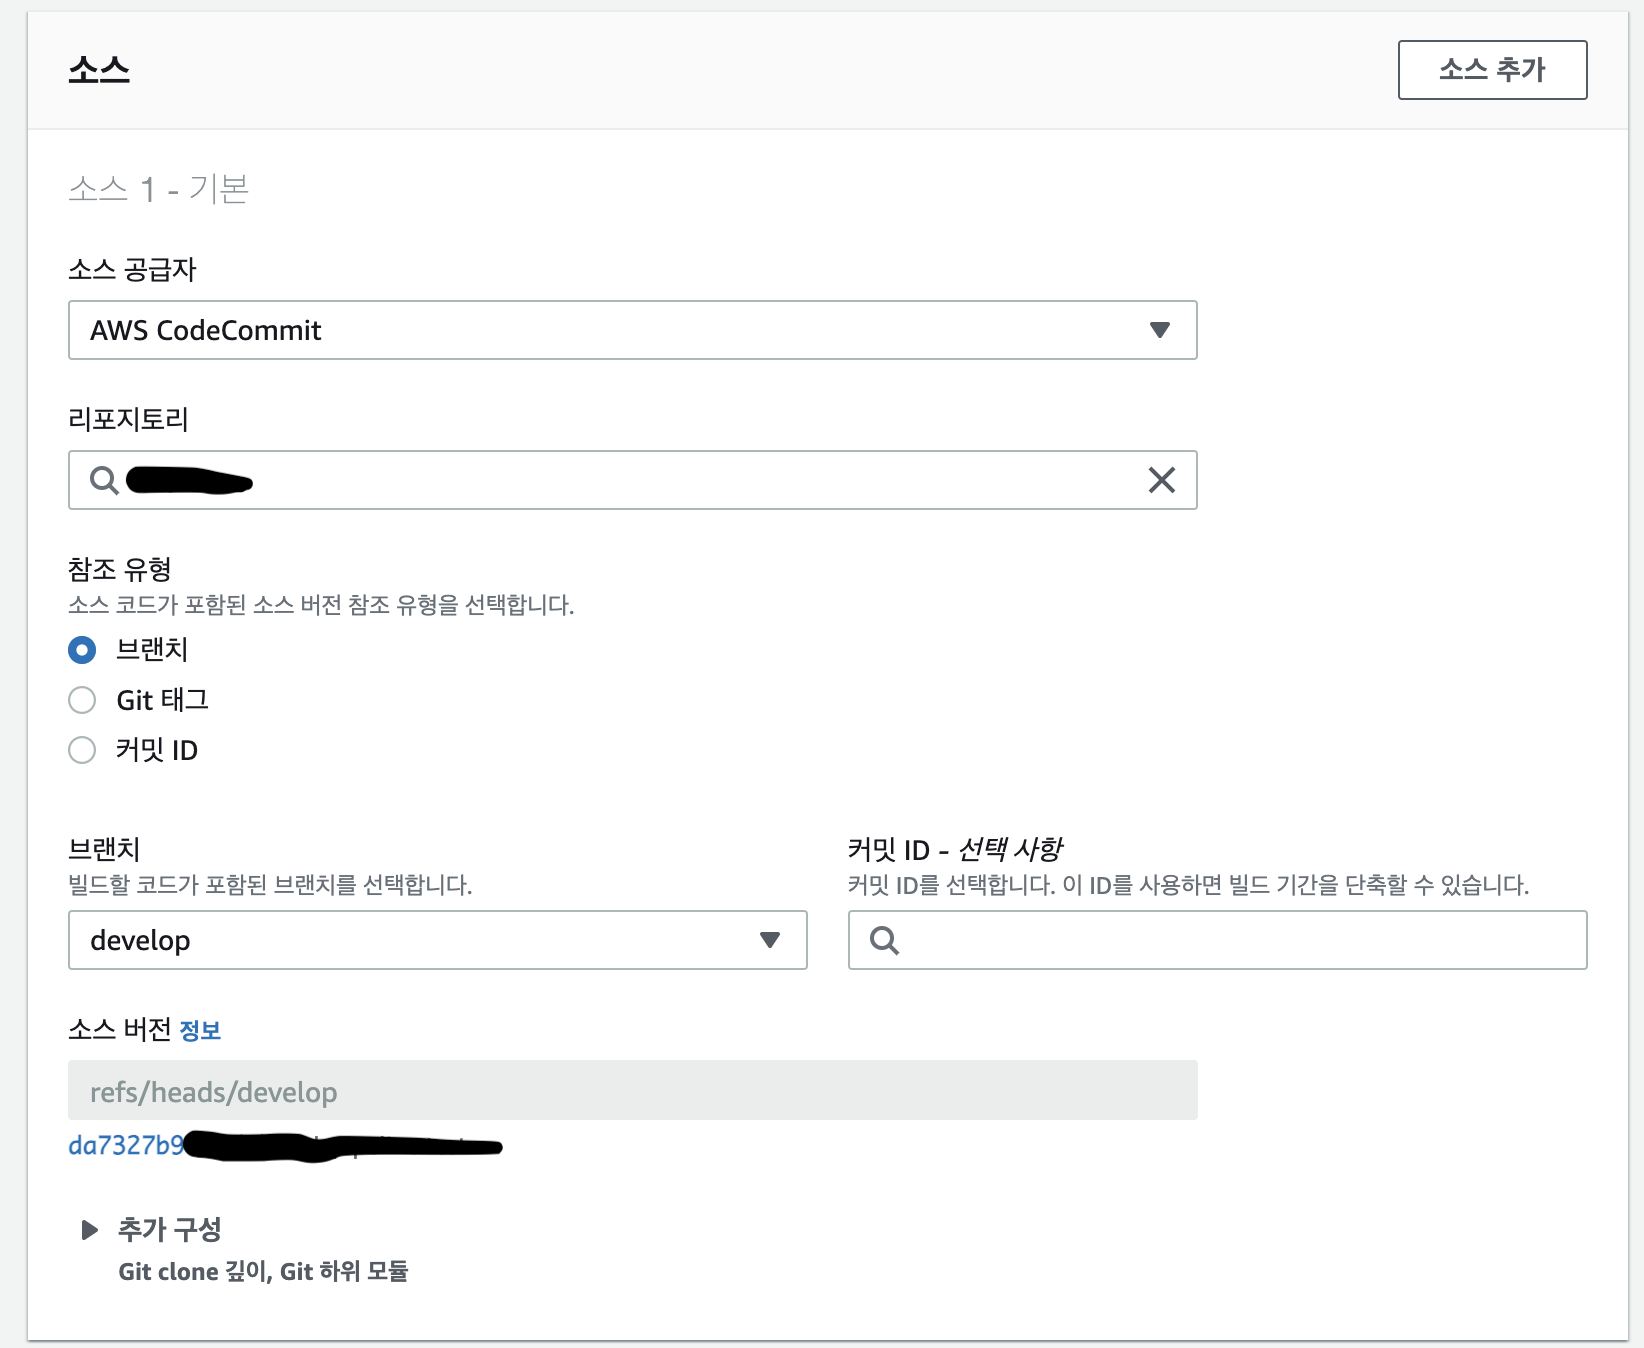 소스
소스 추가
소스 1 - 기본
소스 공급자
AWS CodeCommit
리포지토리
참조 유형
소스 코드가 포함된 소스 버전 참조 유형을 선택합니다.
브랜치
Git 태그
커밋 ID
브랜치
빌드할 코드가 포함된 브랜치를 선택합니다.
develop
커밋 ID - 선택 사항
커밋 ID를 선택합니다. 이 ID를 사용하면 빌드 기간을 단축할 수 있습니다.
소스 버전 정보
refs/heads/develop
da7327b9
추가 구성
Git clone 깊이, Git 하위 모듈